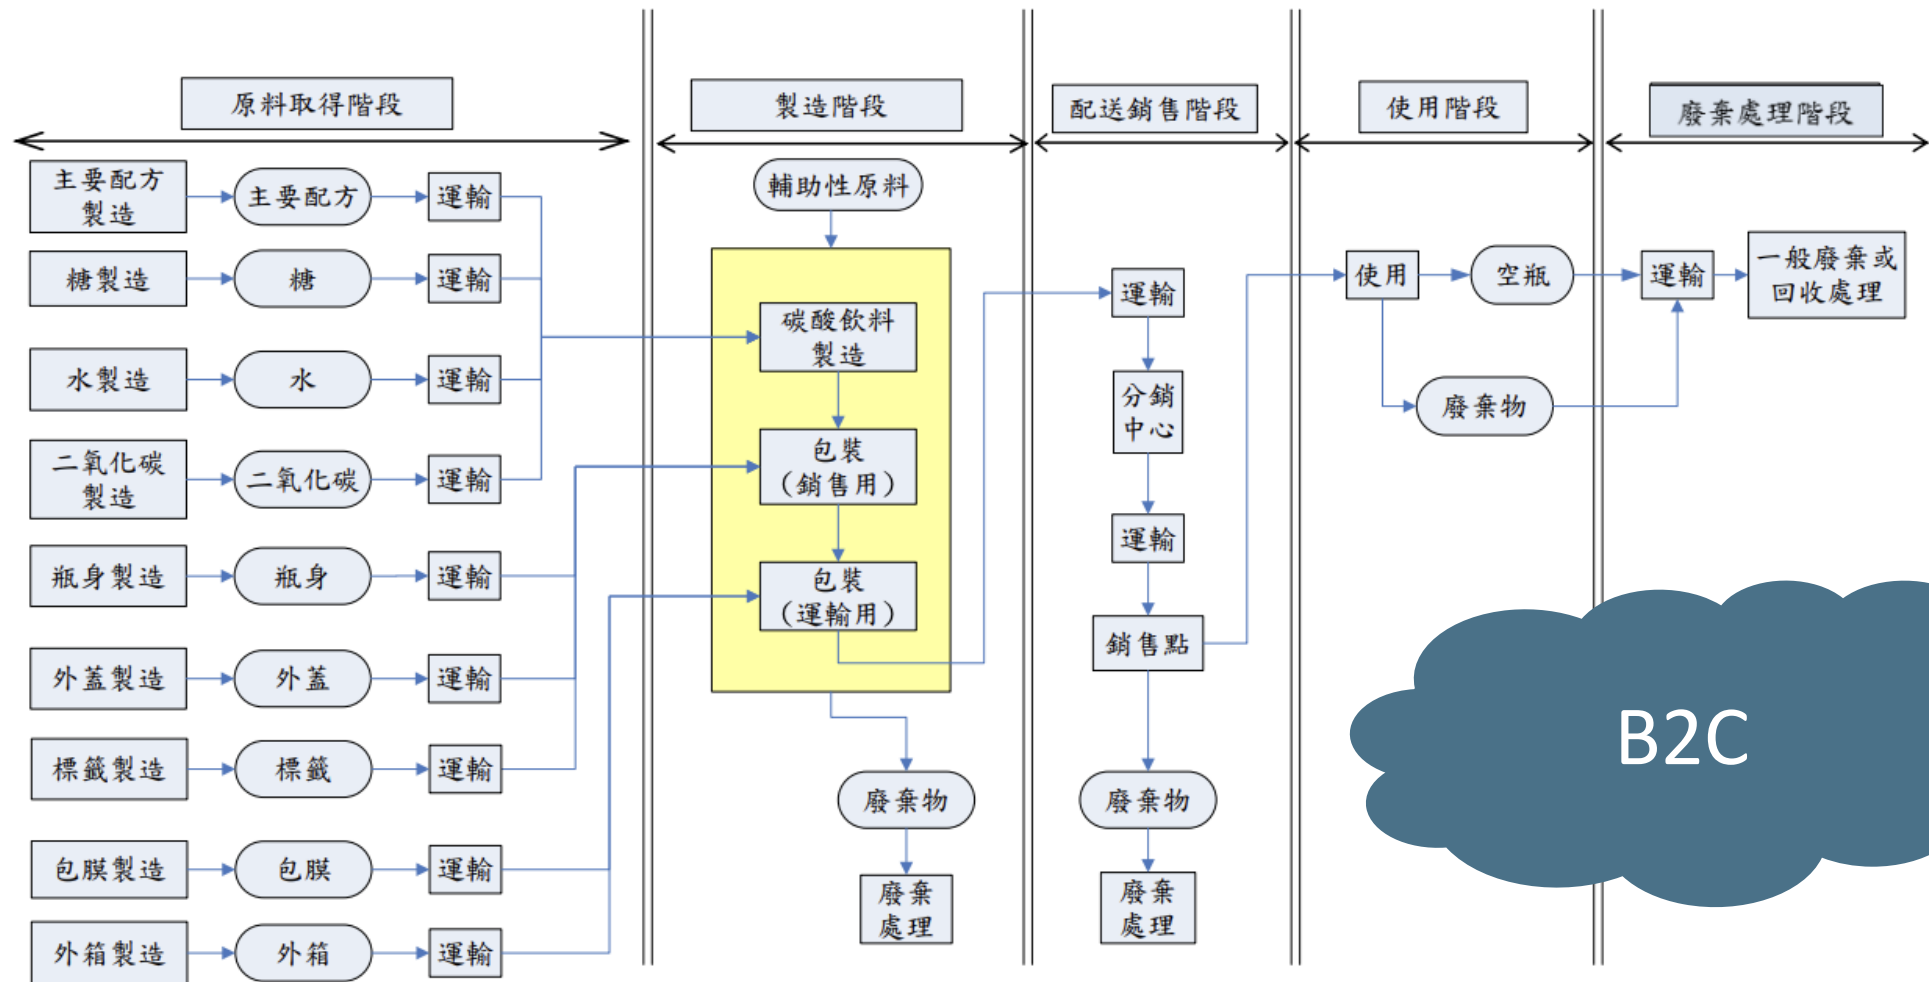 原料取得階段
製造階段
配送銷售階段
使用階段
廢棄處理階段
主要配方
製造
主要配方
運輸
糖製造
糖
運輸
水製造
水
運輸
二氧化碳
製造
二氧化碳
運輸
瓶身製造
瓶身
運輸
外蓋製造
外蓋
運輸
標籤製造
標籤
運輸
包膜製造
包膜
運輸
外箱製造
外箱
運輸
輔助性原料
碳酸飲料
製造
包裝
(銷售用)
包裝
(運輸用)
廢棄物
廢棄
處理
運輸
分銷
中心
運輸
銷售點
廢棄物
廢棄
處理
使用
空瓶
廢棄物
運輸
一般廢棄或
回收處理
B2C